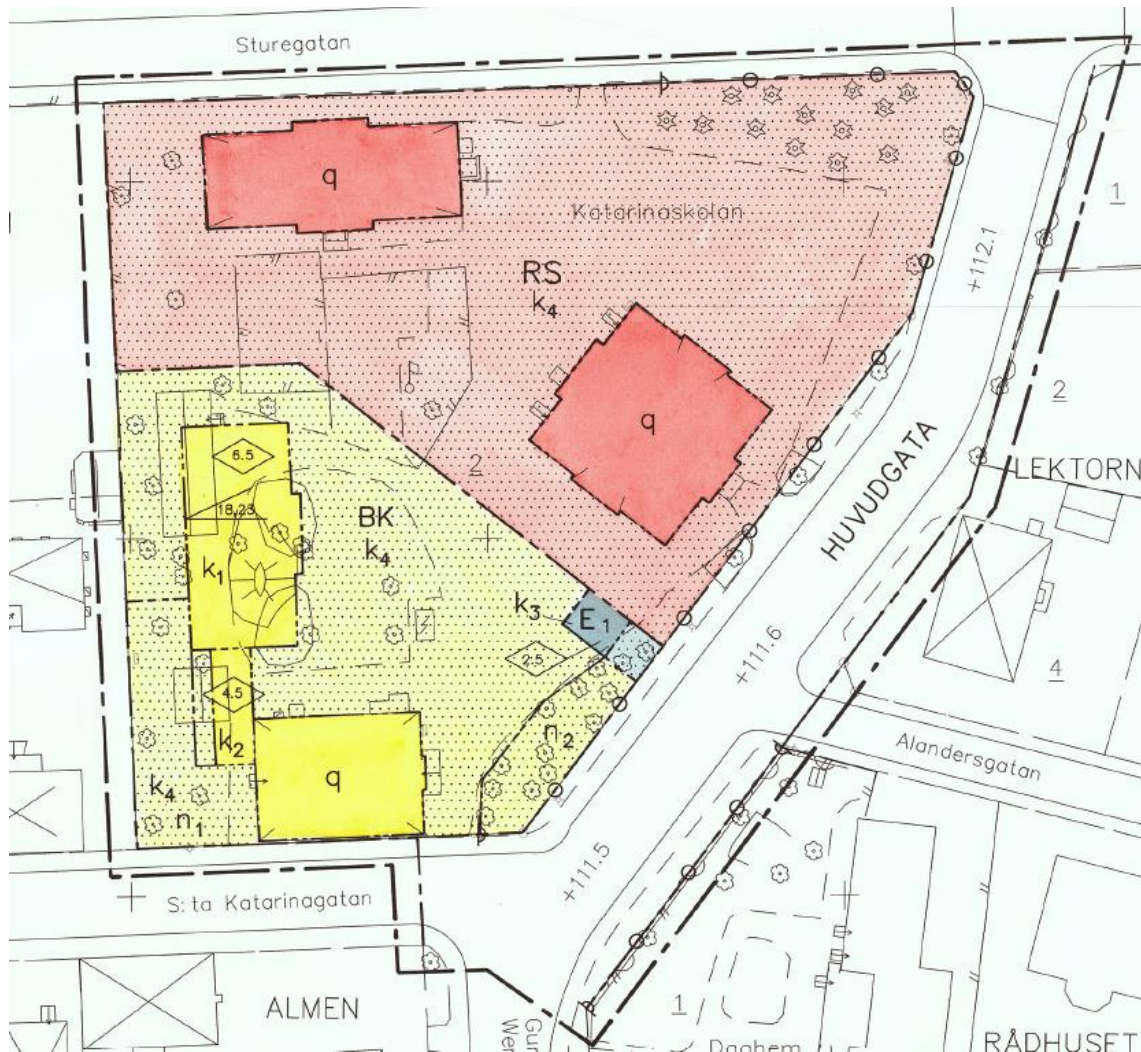 Sturegatan
q
Katarinaskolan
1
+112.1
RS
k4
q
2
HUVUDGATA
LEKTORN
2
6.5
18,23
BK
k4
k1
k3
E1
+111.6
2.5
4
4.5
n2
k2
Alandersgatan
q
k4
n1
+111.5
S:ta Katarinagatan
ALMEN
1
Daghem
RÅDHUSET